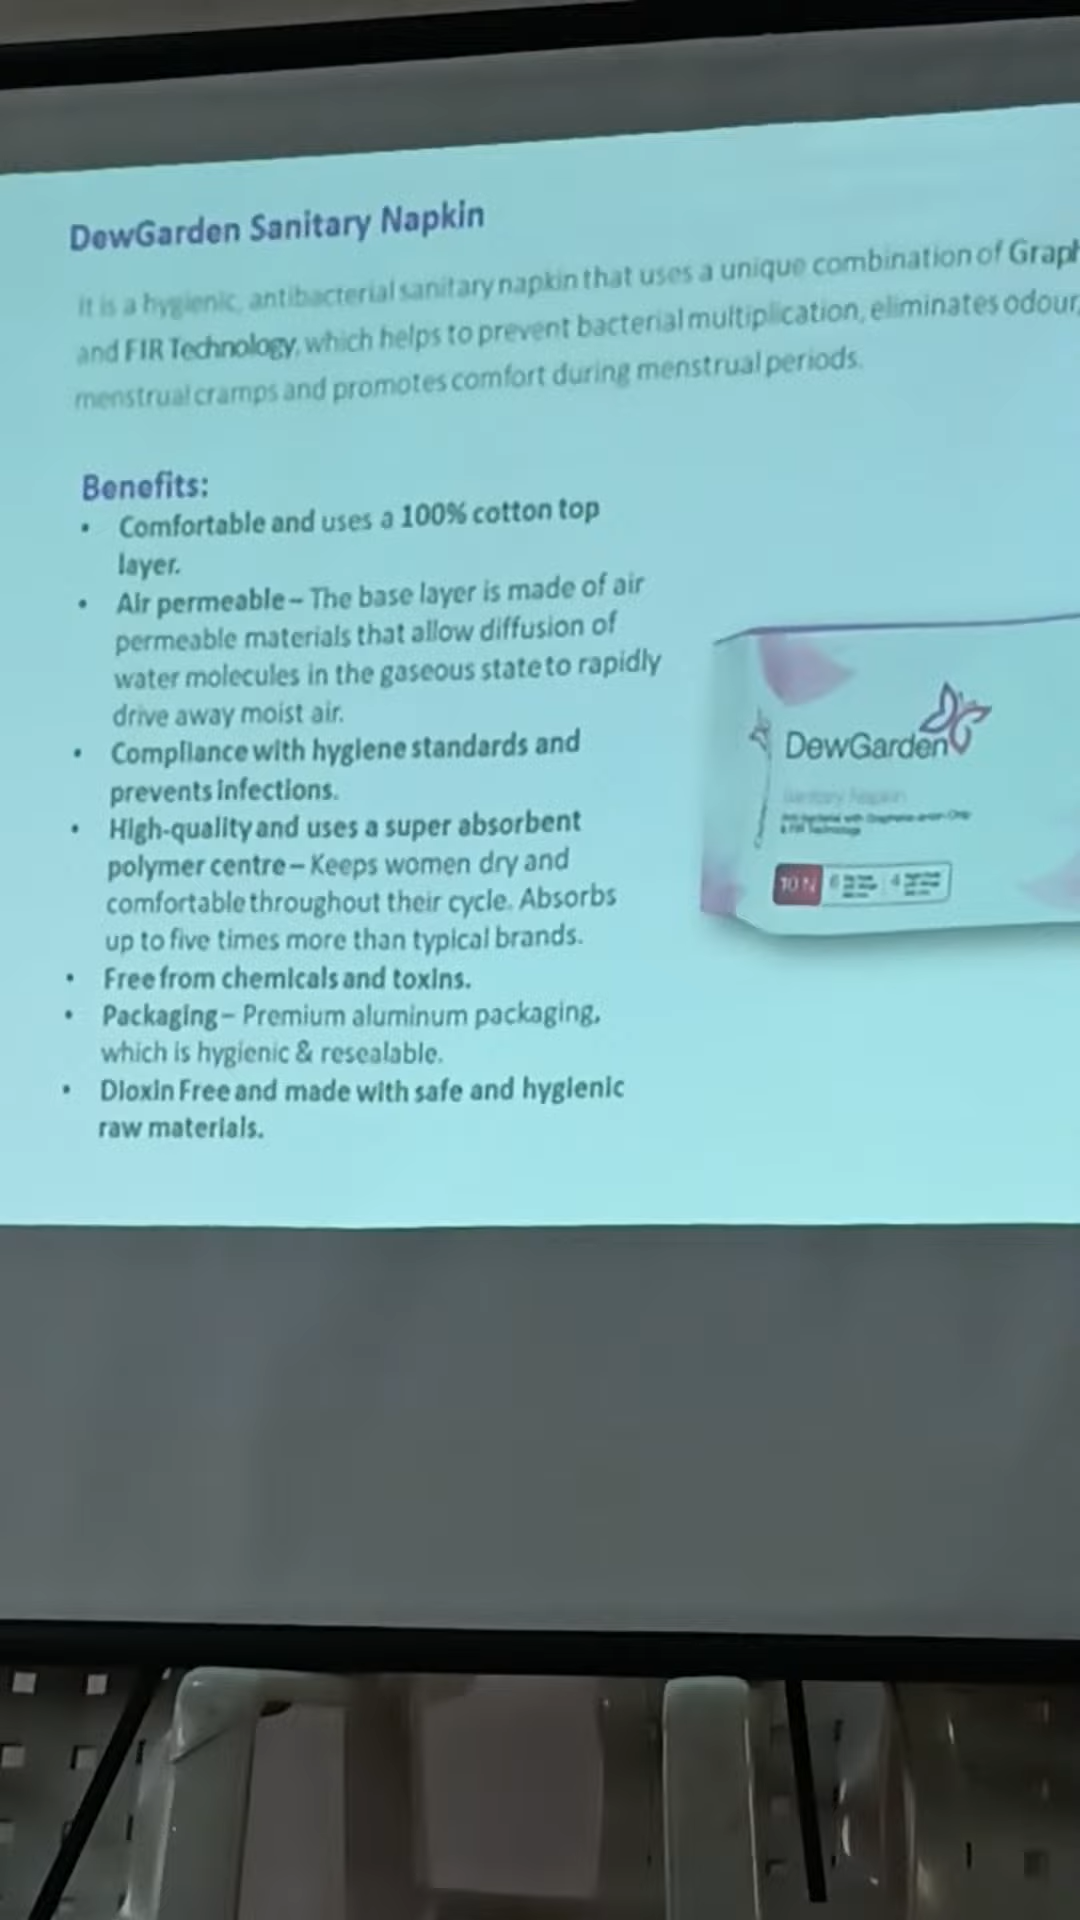 DewGarden Sanitary Napkin
It is a hygienic, antibacterial sanitary napkin that uses a unique combination of Graph
and FIR Technology, which helps to prevent bacterial multiplication, eliminates odour,
menstrual cramps and promotes comfort during menstrual periods.
Benefits:
• Comfortable and uses a 100% cotton top
layer.
• Air permeable – The base layer is made of air
permeable materials that allow diffusion of
water molecules in the gaseous state to rapidly
drive away moist air.
• Compliance with hygiene standards and
prevents infections.
• High-quality and uses a super absorbent
polymer centre – Keeps women dry and
comfortable throughout their cycle. Absorbs
up to five times more than typical brands.
• Free from chemicals and toxins.
• Packaging – Premium aluminum packaging,
which is hygienic & resealable.
• Dioxin Free and made with safe and hygienic
raw materials.
DewGarden
Sanitary Napkin
10 N